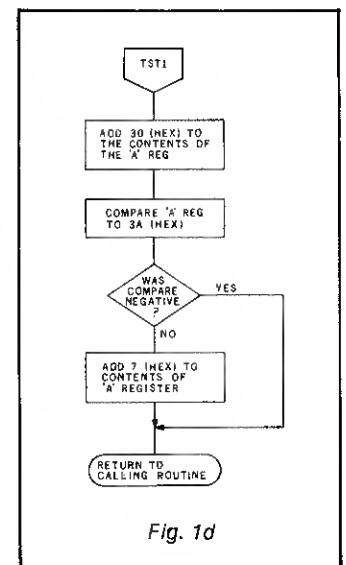 TST1
ADD 30 (HEX) TO
THE CONTENTS OF
THE 'A' REG
COMPARE 'A' REG
TO 3A (HEX)
WAS
COMPARE
NEGATIVE
?
YES
NO
ADD 7 (HEX) TO
CONTENTS OF
'A' REGISTER
RETURN TO
CALLING ROUTINE
Fig. 1d